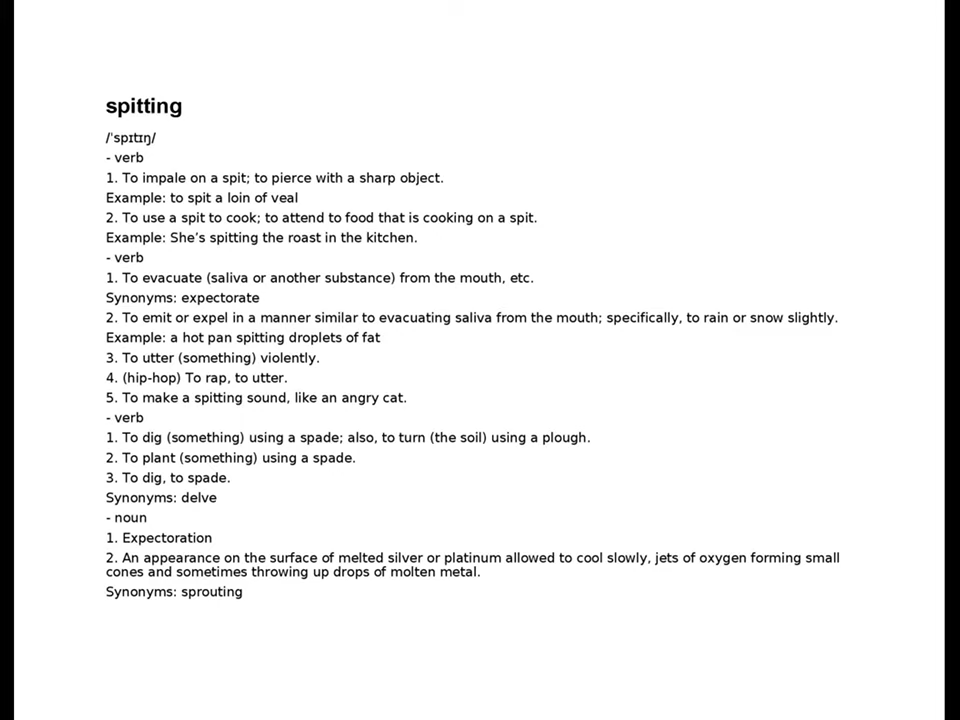 spitting
/ˈspɪtɪŋ/
- verb
1. To impale on a spit; to pierce with a sharp object.
Example: to spit a loin of veal
2. To use a spit to cook; to attend to food that is cooking on a spit.
Example: She’s spitting the roast in the kitchen.
- verb
1. To evacuate (saliva or another substance) from the mouth, etc.
Synonyms: expectorate
2. To emit or expel in a manner similar to evacuating saliva from the mouth; specifically, to rain or snow slightly.
Example: a hot pan spitting droplets of fat
3. To utter (something) violently.
4. (hip-hop) To rap, to utter.
5. To make a spitting sound, like an angry cat.
- verb
1. To dig (something) using a spade; also, to turn (the soil) using a plough.
2. To plant (something) using a spade.
3. To dig, to spade.
Synonyms: delve
- noun
1. Expectoration
2. An appearance on the surface of melted silver or platinum allowed to cool slowly, jets of oxygen forming small
cones and sometimes throwing up drops of molten metal.
Synonyms: sprouting